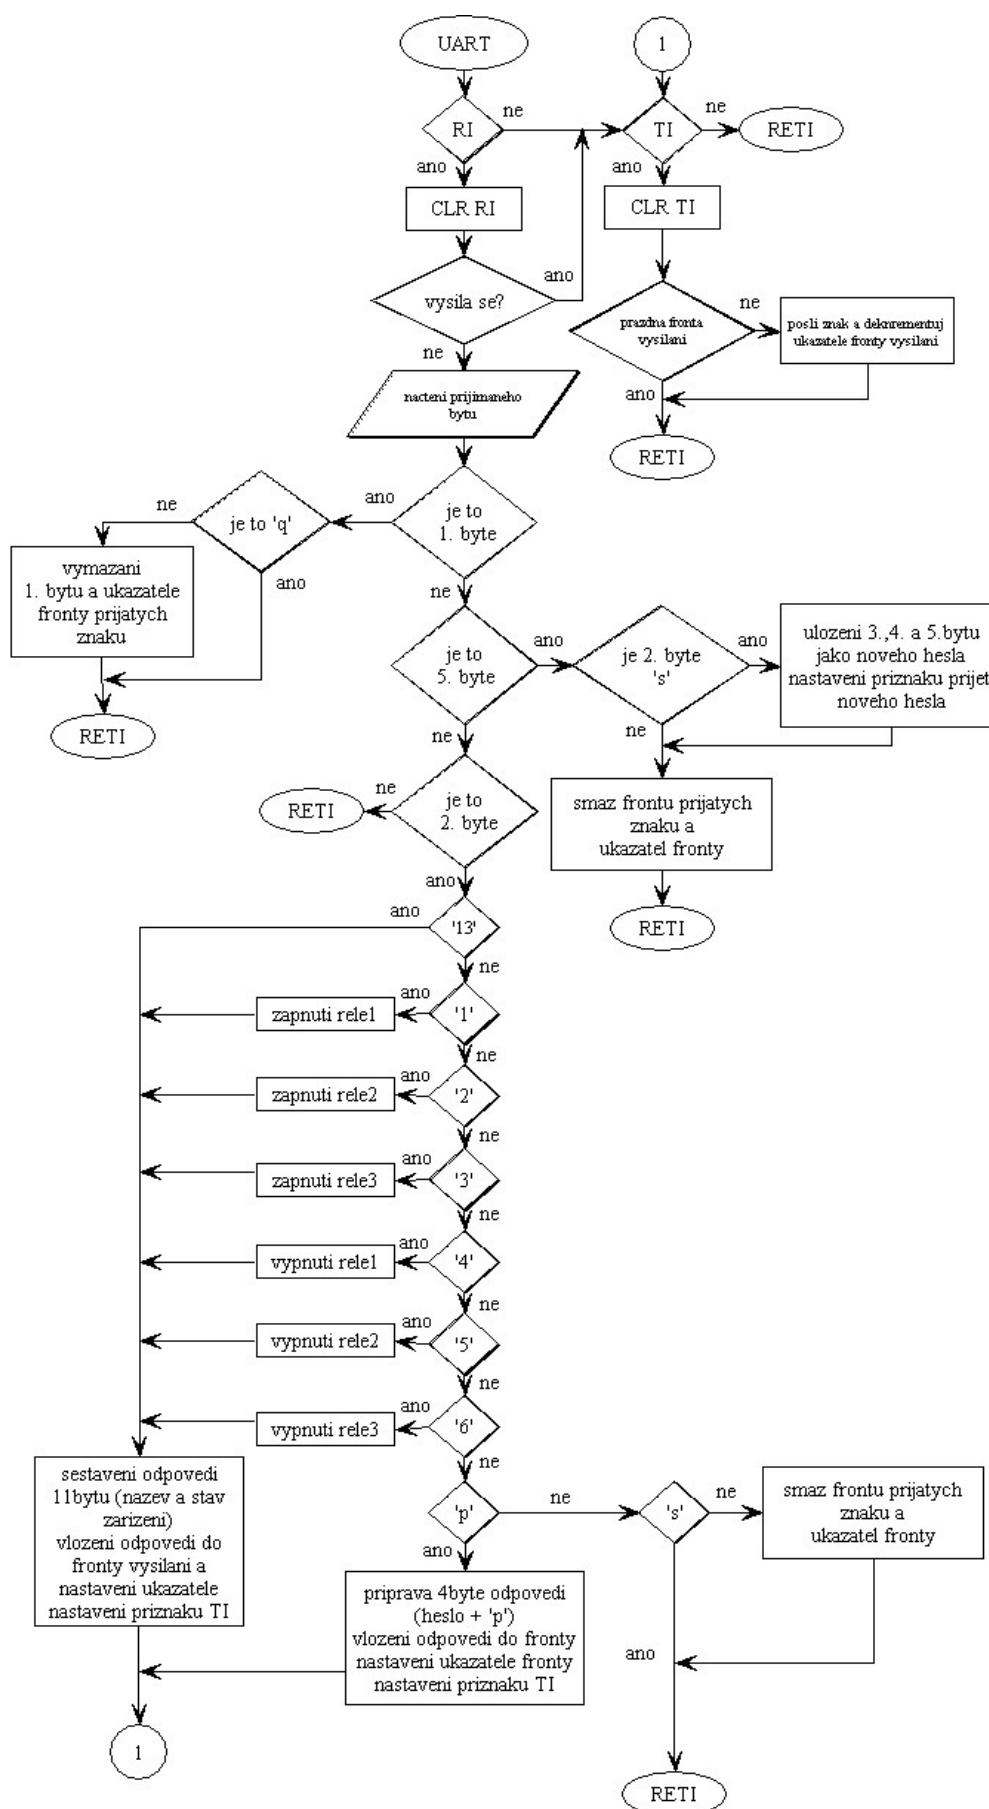 UART
1
RI
ne
TI
ne
RETI
ano
ano
CLR RI
CLR TI
vysila se?
ano
ne
prazdna fronta
vysilani
ne
posli znak a deknrementuj
ukazatele fronty vysilani
ano
RETI
nacteni prijimaneho
bytu
je to
1. byte
ano
je to 'q'
ne
ano
vymazani
1. bytu a ukazatele
fronty prijatych
znaku
RETI
ne
je to
5. byte
ano
je 2. byte
's'
ano
ulozeni 3.,4. a 5.bytu
jako noveho hesla
nastaveni priznaku prijet
noveho hesla
ne
ne
smaz frontu prijatych
znaku a
ukazatel fronty
RETI
je to
2. byte
ne
RETI
ano
'13'
ano
ne
'1'
ano
zapnuti rele1
ne
'2'
ano
zapnuti rele2
ne
'3'
ano
zapnuti rele3
ne
'4'
ano
vypnuti rele1
ne
'5'
ano
vypnuti rele2
ne
'6'
ano
vypnuti rele3
ne
sestaveni odpovedi
11bytu (nazev a stav
zarizeni)
vlozeni odpovedi do
fronty vysilani a
nastaveni ukazatele
nastaveni priznaku TI
'p'
ne
's'
ne
smaz frontu prijatych
znaku a
ukazatel fronty
ano
priprava 4byte odpovedi
(heslo + 'p')
vlozeni odpovedi do fronty
nastaveni ukazatele fronty
nastaveni priznaku TI
ano
1
RETI